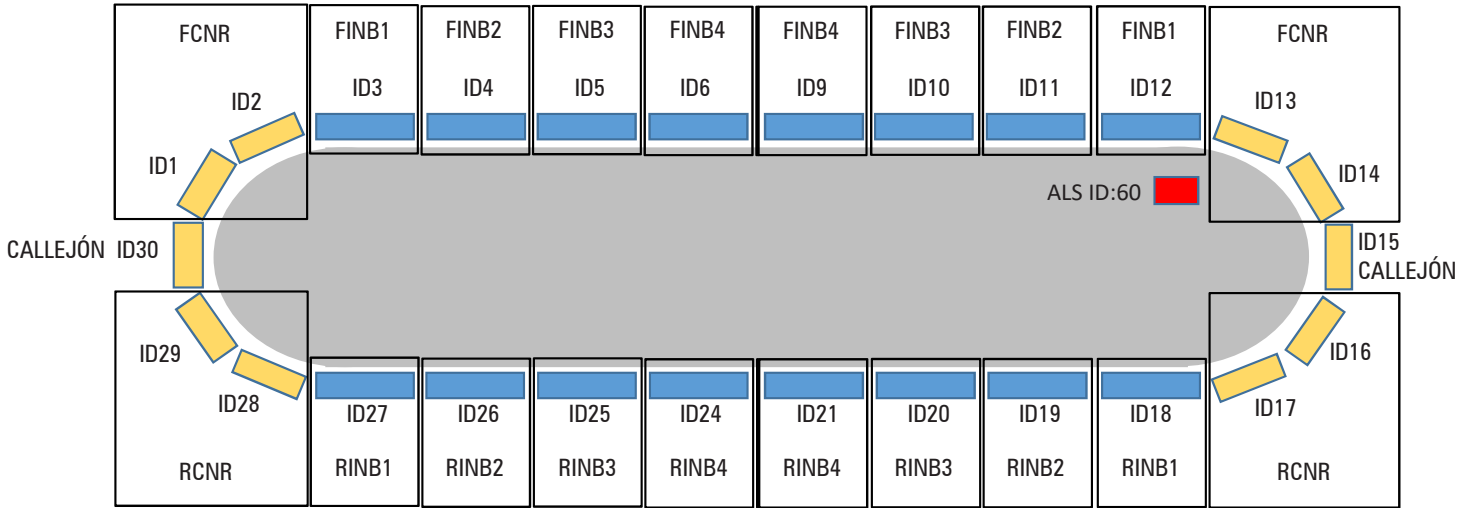 FCNR
FINB1
FINB2
FINB3
FINB4
FINB4
FINB3
FINB2
FINB1
FCNR
ID2
ID3
ID4
ID5
ID6
ID9
ID10
ID11
ID12
ID13
ID1
ID14
ALS ID:60
CALLEJÓN ID30
ID15
CALLEJÓN
ID29
ID16
ID28
ID27
ID26
ID25
ID24
ID21
ID20
ID19
ID18
ID17
RCNR
RINB1
RINB2
RINB3
RINB4
RINB4
RINB3
RINB2
RINB1
RCNR